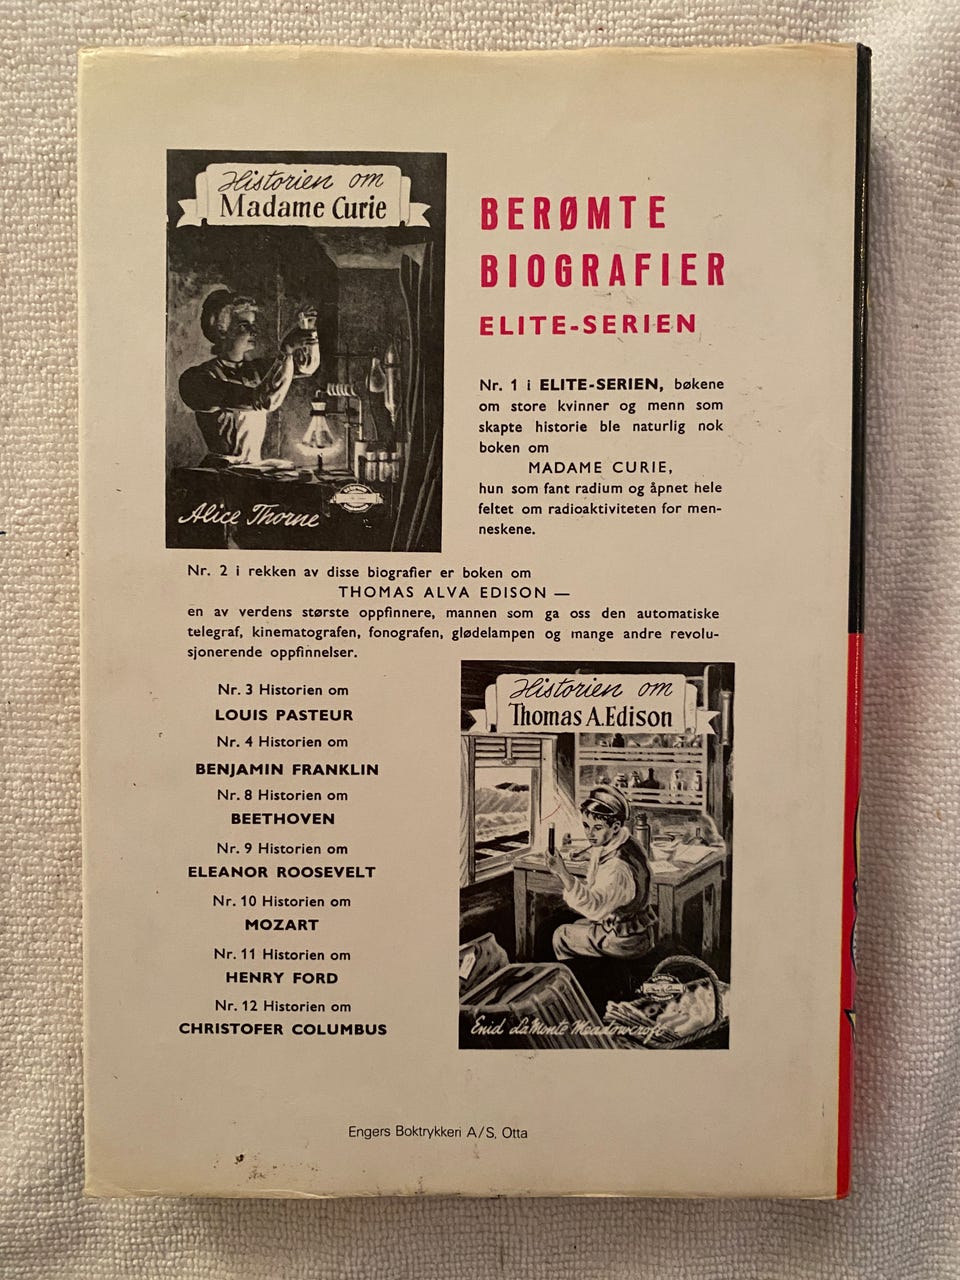 Historien om
Madame Curie
Alice Thorne
BERØMTE
BIOGRAFIER
ELITE-SERIEN
Nr. 1 i ELITE-SERIEN, bøkene
om store kvinner og menn som
skapte historie ble naturlig nok
boken om
MADAME CURIE,
hun som fant radium og åpnet hele
feltet om radioaktiviteten for men-
neskene.
Nr. 2 i rekken av disse biografier er boken om
THOMAS ALVA EDISON —
en av verdens største oppfinnere, mannen som ga oss den automatiske
telegraf, kinematografen, fonografen, glødelampen og mange andre revolu-
sjonerende oppfinnelser.
Nr. 3 Historien om
LOUIS PASTEUR
Nr. 4 Historien om
BENJAMIN FRANKLIN
Nr. 8 Historien om
BEETHOVEN
Nr. 9 Historien om
ELEANOR ROOSEVELT
Nr. 10 Historien om
MOZART
Nr. 11 Historien om
HENRY FORD
Nr. 12 Historien om
CHRISTOFER COLUMBUS
Historien om
Thomas A. Edison
Enid LaMonte Meadowcroft
Engers Boktrykkeri A/S, Otta